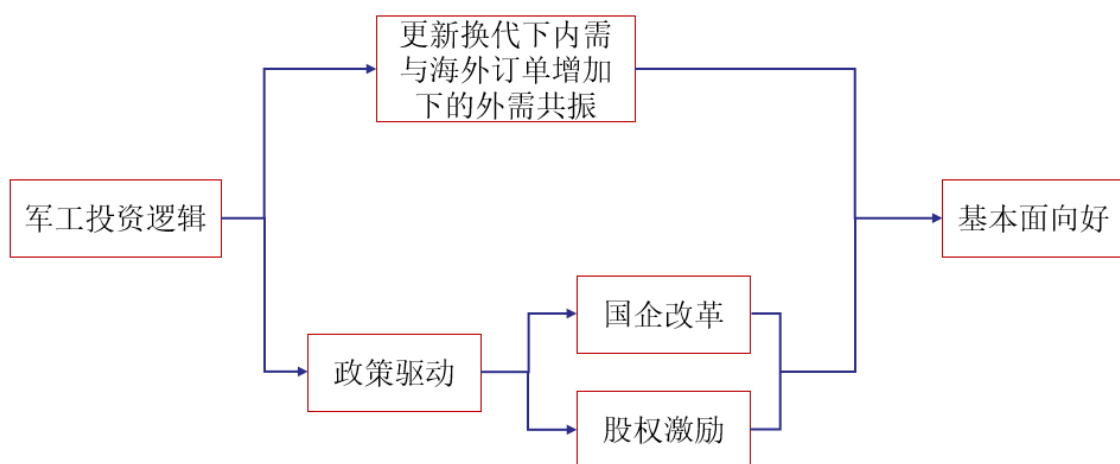 更新换代下内需
与海外订单增加
下的外需共振
军工投资逻辑
基本面向好
国企改革
政策驱动
股权激励